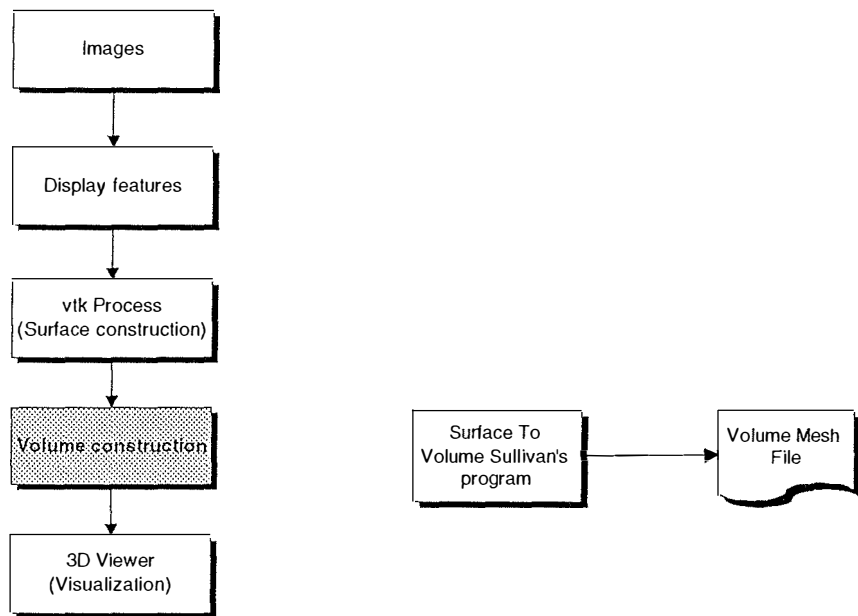 Images
Display features
vtk Process
(Surface construction)
Volume construction
3D Viewer
(Visualization)
Surface To
Volume Sullivan's
program
Volume Mesh
File